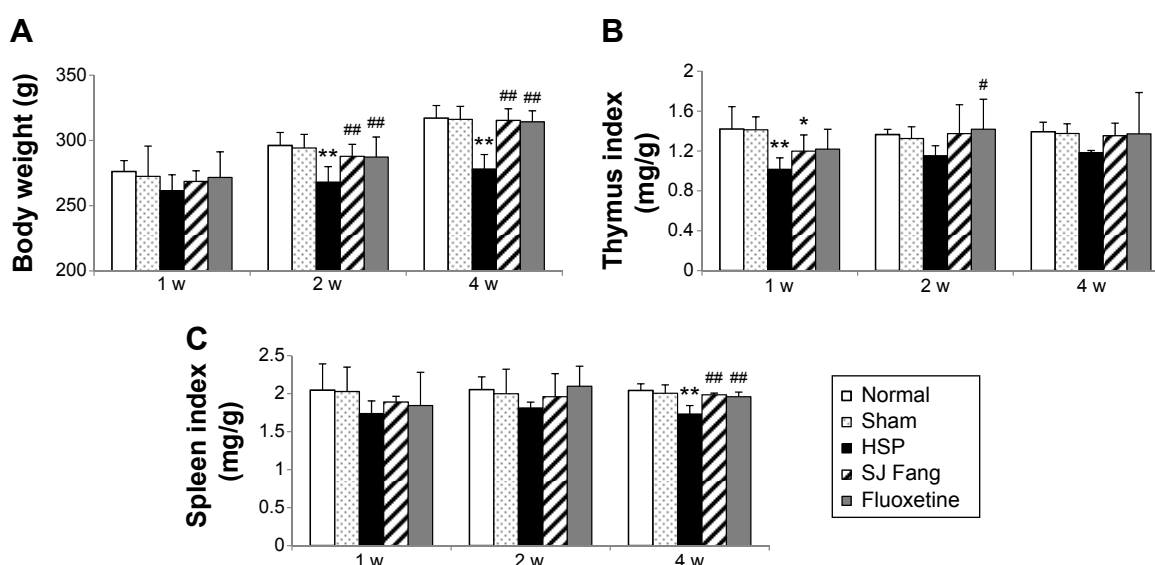 A
Body weight (g)
350
300
250
200
**
##
##
**
##
##
1 w
2 w
4 w
B
Thymus index
(mg/g)
2
1.6
1.2
0.8
0.4
0
**
*
#
1 w
2 w
4 w
C
Spleen index
(mg/g)
2.5
2
1.5
1
0.5
0
**
##
##
1 w
2 w
4 w
Normal
Sham
HSP
SJ Fang
Fluoxetine